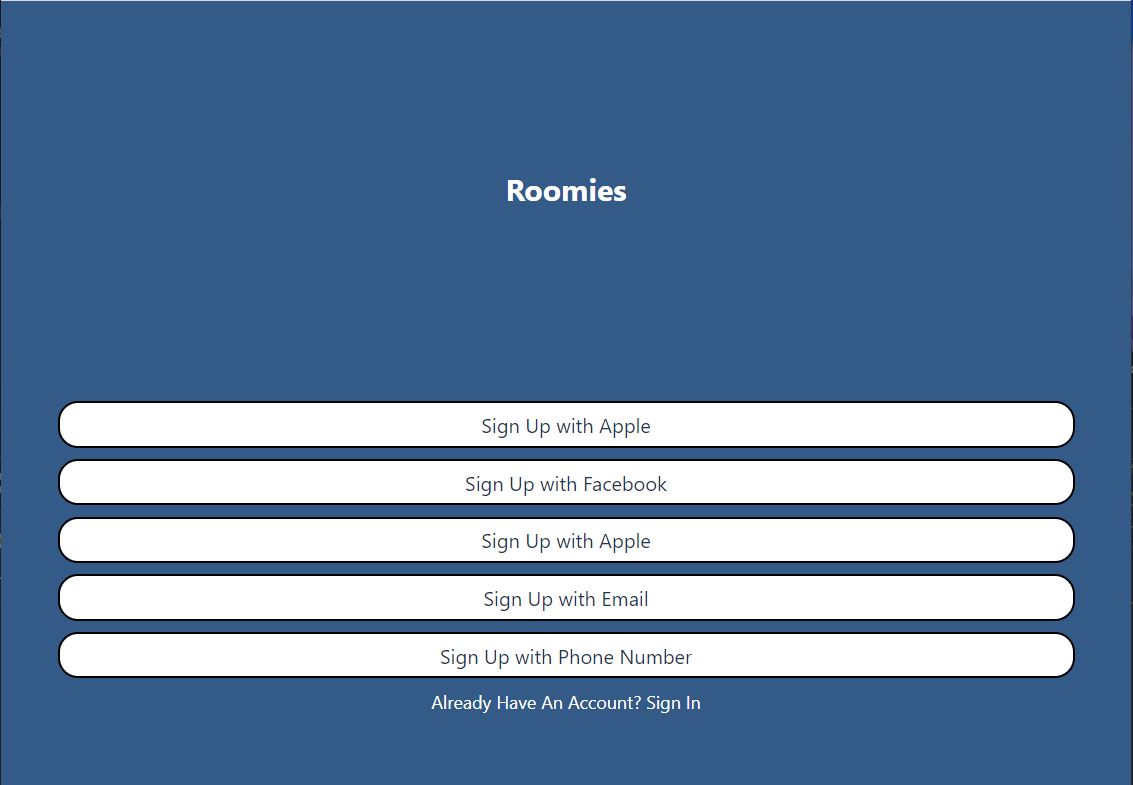 Roomies
Sign Up with Apple
Sign Up with Facebook
Sign Up with Apple
Sign Up with Email
Sign Up with Phone Number
Already Have An Account? Sign In